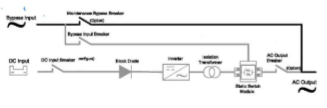 Bypass Input
Maintenance Bypass Breaker
(Option)
Bypass Input Breaker
DC Input
DC Input Breaker
Block Diode
Inverter
Isolation
Transformer
AC Output
Breaker
(Option)
Static Switch
Module
AC Output